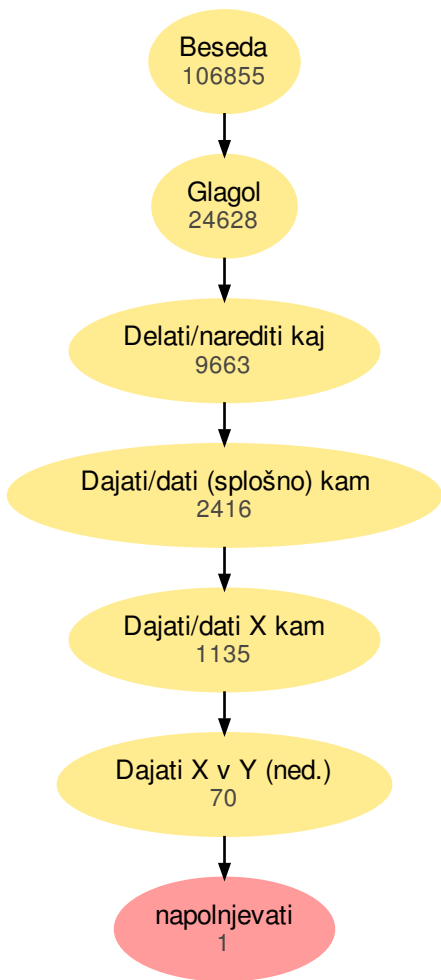 Beseda
106855
Glagol
24628
Delati/narediti kaj
9663
Dajati/dati (splošno) kam
2416
Dajati/dati X kam
1135
Dajati X v Y (ned.)
70
napolnjevati
1